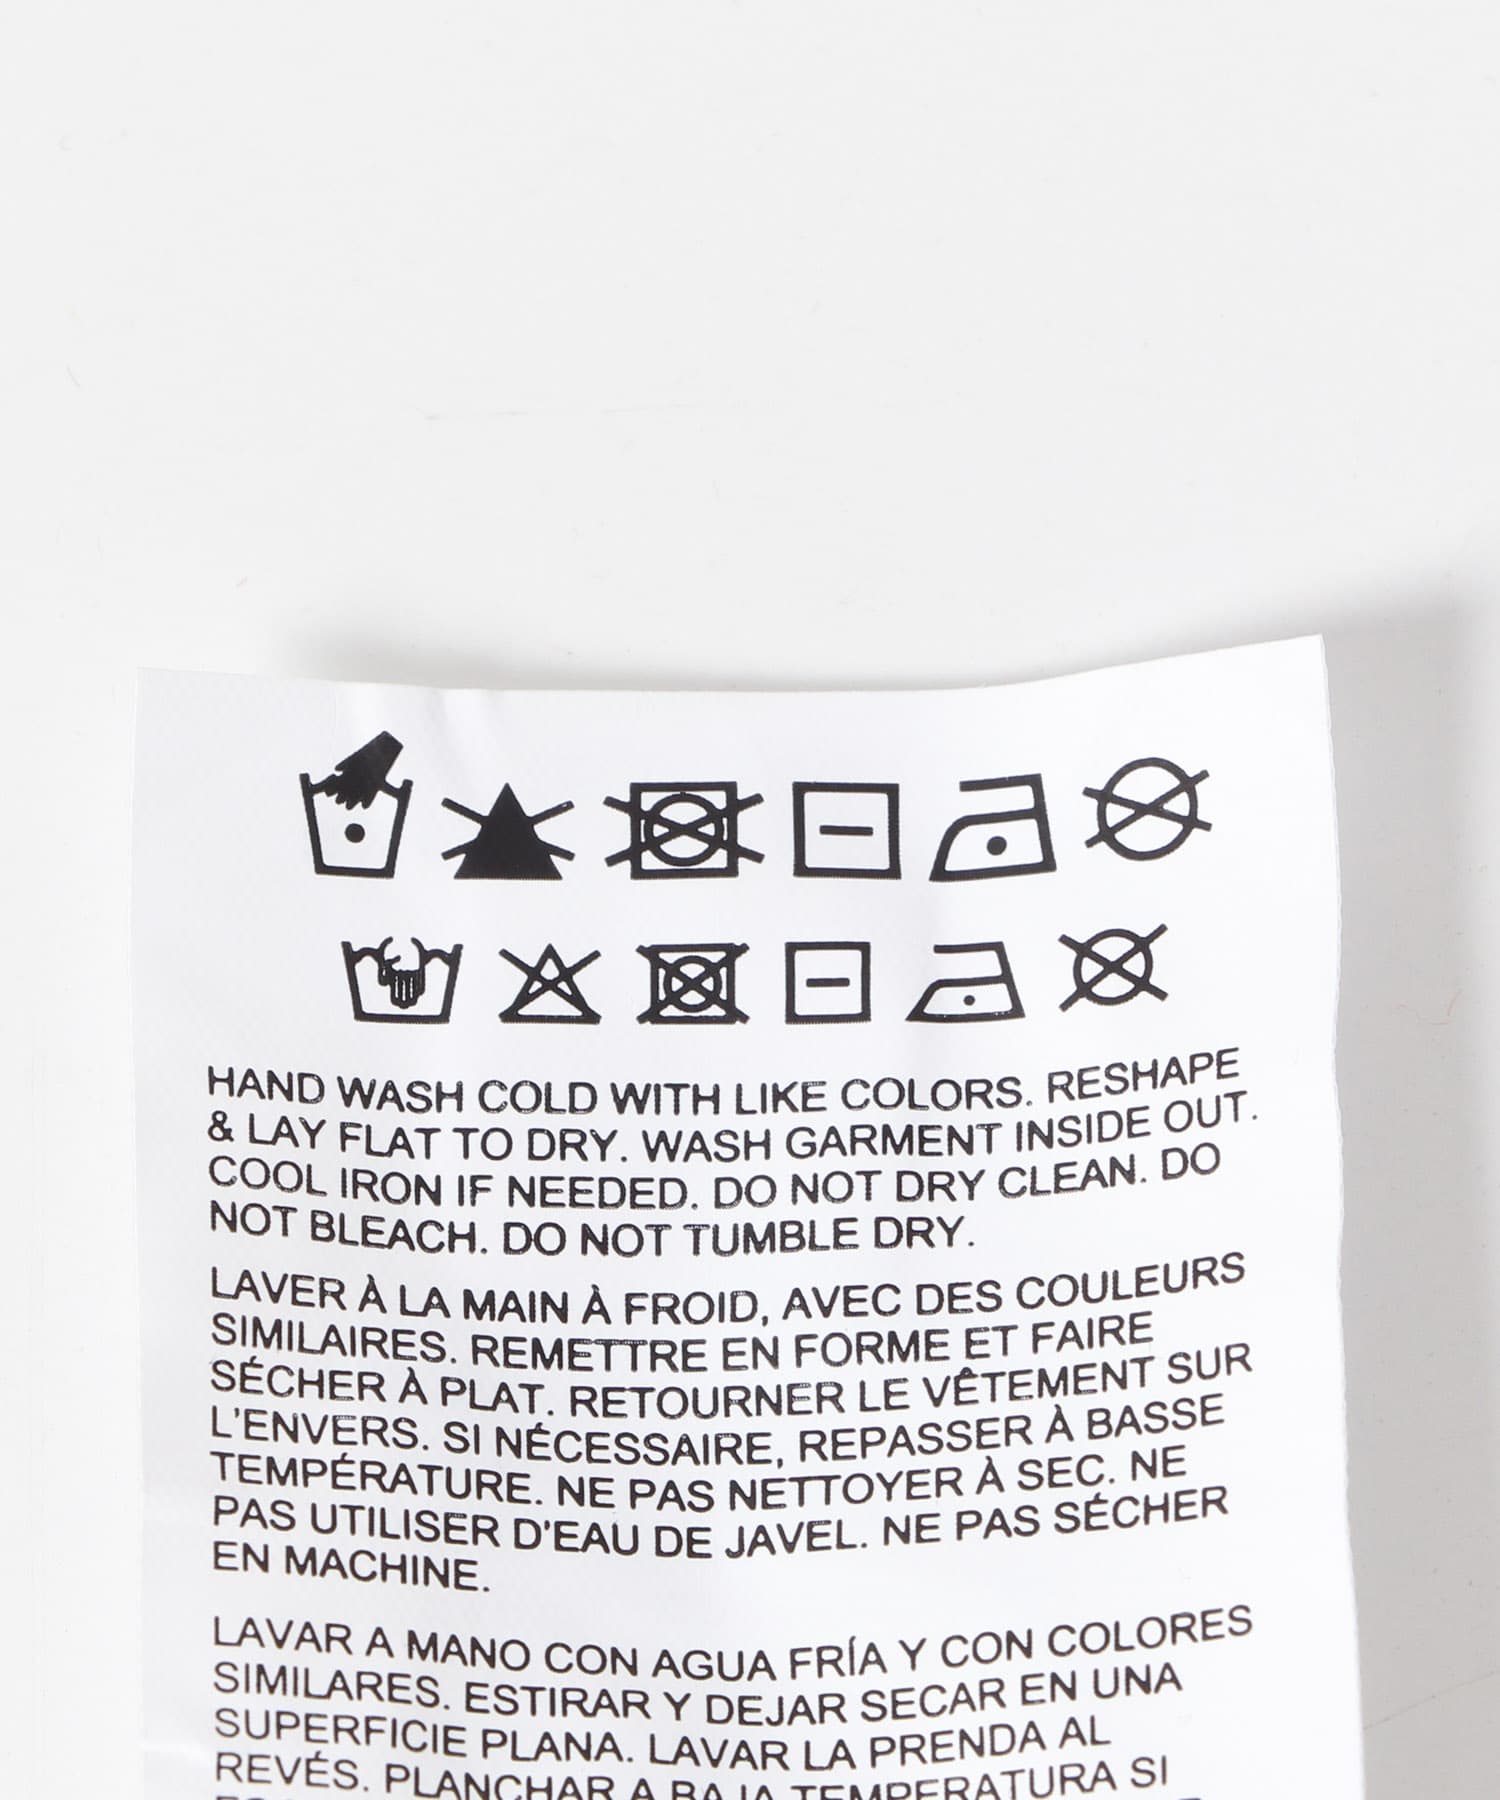 HAND WASH COLD WITH LIKE COLORS. RESHAPE
& LAY FLAT TO DRY. WASH GARMENT INSIDE OUT.
COOL IRON IF NEEDED. DO NOT DRY CLEAN. DO
NOT BLEACH. DO NOT TUMBLE DRY.
LAVER À LA MAIN À FROID, AVEC DES COULEURS
SIMILAIRES. REMETTRE EN FORME ET FAIRE
SÉCHER À PLAT. RETOURNER LE VÊTEMENT SUR
L'ENVERS. SI NÉCESSAIRE, REPASSER À BASSE
TEMPÉRATURE. NE PAS NETTOYER À SEC. NE
PAS UTILISER D'EAU DE JAVEL. NE PAS SÉCHER
EN MACHINE.
LAVAR A MANO CON AGUA FRÍA Y CON COLORES
SIMILARES. ESTIRAR Y DEJAR SECAR EN UNA
SUPERFICIE PLANA. LAVAR LA PRENDA AL
REVÉS. PLANCHAR A BAJA TEMPERATURA SI